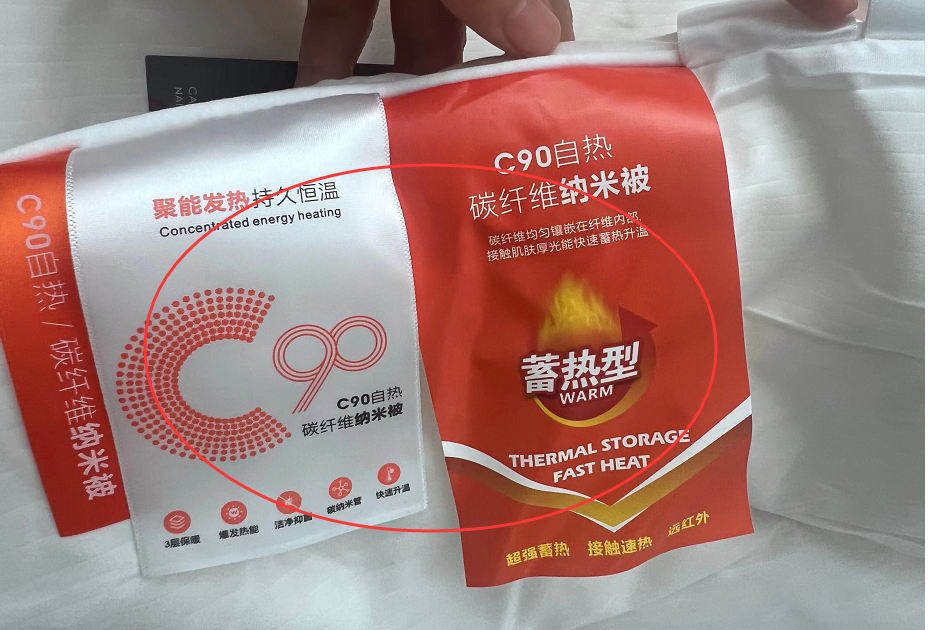 C90自热 / 碳纤维纳米被
聚能发热持久恒温
Concentrated energy heating
C90
C90自热
碳纤维纳米被
3层保暖
爆发热能
洁净抑菌
碳纳米管
快速升温
C90自热
碳纤维纳米被
碳纤维均匀镶嵌在纤维内部,
接触肌肤厚光能快速蓄热升温
蓄热型
WARM
THERMAL STORAGE
FAST HEAT
超强蓄热 接触速热 远红外